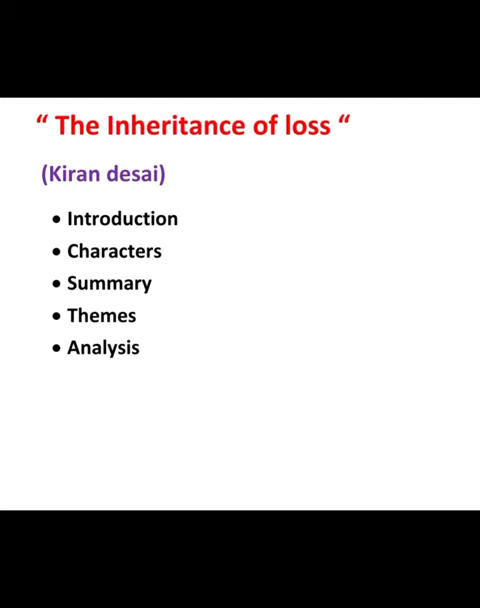 “ The Inheritance of loss “
(Kiran desai)
• Introduction
• Characters
• Summary
• Themes
• Analysis